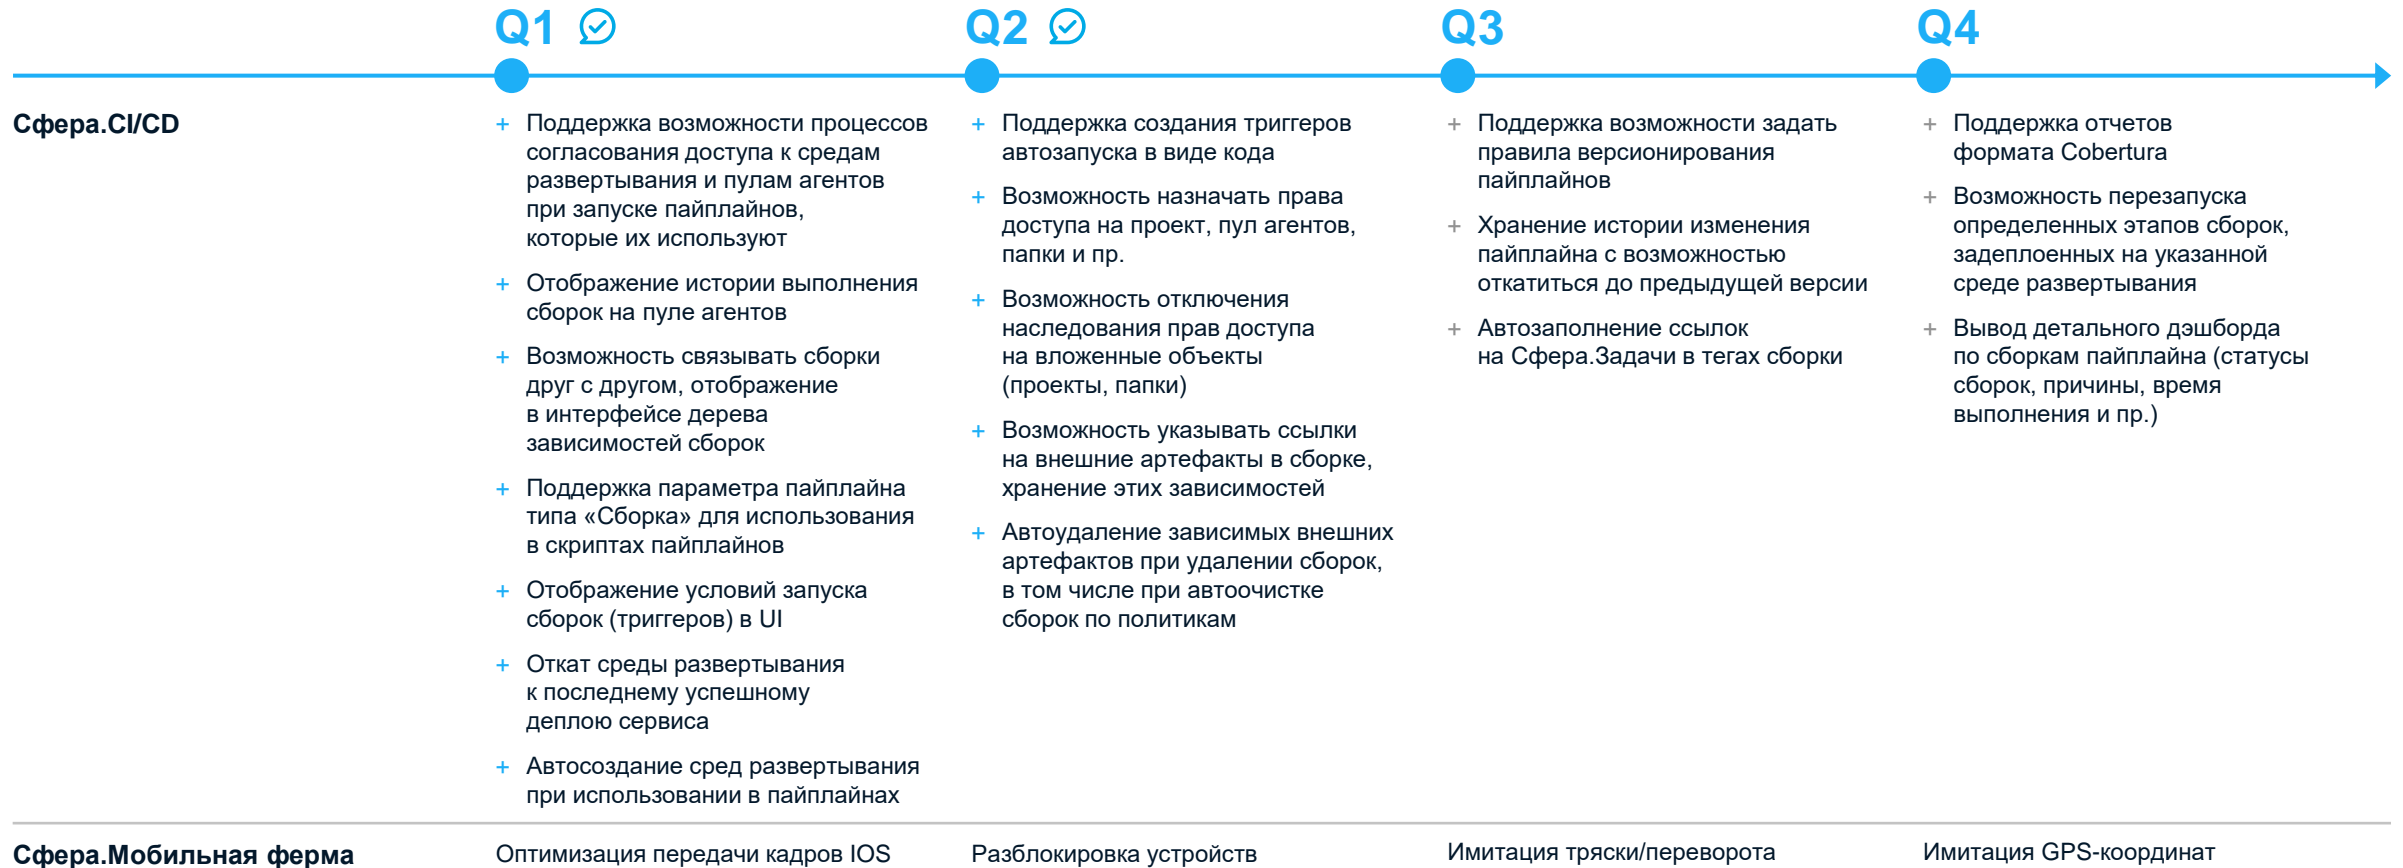 Q1
Q2
Q3
Q4
Сфера.CI/CD
+ Поддержка возможности процессов
согласования доступа к средам
развертывания и пулам агентов
при запуске пайплайнов,
которые их используют
+ Отображение истории выполнения
сборок на пуле агентов
+ Возможность связывать сборки
друг с другом, отображение
в интерфейсе дерева
зависимостей сборок
+ Поддержка параметра пайплайна
типа «Сборка» для использования
в скриптах пайплайнов
+ Отображение условий запуска
сборок (триггеров) в UI
+ Откат среды развертывания
к последнему успешному
деплою сервиса
+ Автосоздание сред развертывания
при использовании в пайплайнах
+ Поддержка создания триггеров
автозапуска в виде кода
+ Возможность назначать права
доступа на проект, пул агентов,
папки и пр.
+ Возможность отключения
наследования прав доступа
на вложенные объекты
(проекты, папки)
+ Возможность указывать ссылки
на внешние артефакты в сборке,
хранение этих зависимостей
+ Автоудаление зависимых внешних
артефактов при удалении сборок,
в том числе при автоочистке
сборок по политикам
+ Поддержка возможности задать
правила версионирования
пайплайнов
+ Хранение истории изменения
пайплайна с возможностью
откатиться до предыдущей версии
+ Автозаполнение ссылок
на Сфера.Задачи в тегах сборки
+ Поддержка отчетов
формата Cobertura
+ Возможность перезапуска
определенных этапов сборок,
задеплоенных на указанной
среде развертывания
+ Вывод детального дэшборда
по сборкам пайплайна (статусы
сборок, причины, время
выполнения и пр.)
Сфера.Мобильная ферма
Оптимизация передачи кадров IOS
Разблокировка устройств
Имитация тряски/переворота
Имитация GPS-координат